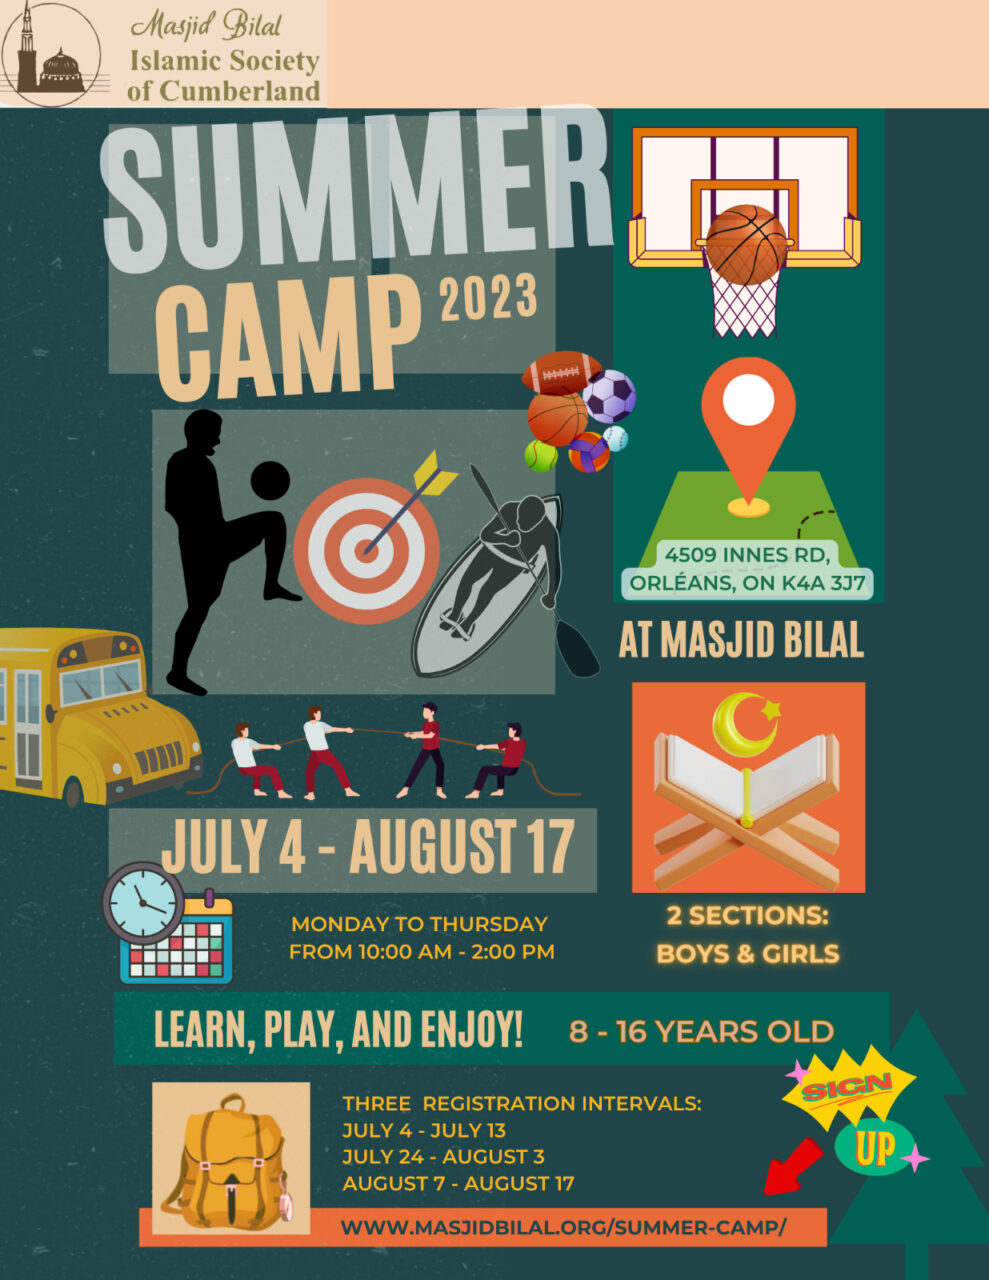 Masjid Bilal
Islamic Society
of Cumberland
SUMMER
CAMP 2023
4509 INNES RD,
ORLÉANS, ON K4A 3J7
AT MASJID BILAL
JULY 4 - AUGUST 17
MONDAY TO THURSDAY
FROM 10:00 AM - 2:00 PM
2 SECTIONS:
BOYS & GIRLS
LEARN, PLAY, AND ENJOY!
8 - 16 YEARS OLD
SIGN
UP
THREE REGISTRATION INTERVALS:
JULY 4 - JULY 13
JULY 24 - AUGUST 3
AUGUST 7 - AUGUST 17
WWW.MASJIDBILAL.ORG/SUMMER-CAMP/